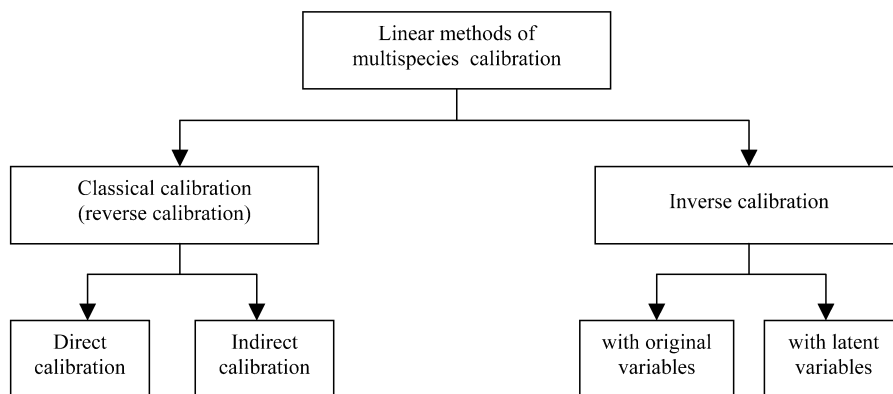 Linear methods of
multispecies calibration
Classical calibration
(reverse calibration)
Inverse calibration
Direct
calibration
Indirect
calibration
with original
variables
with latent
variables